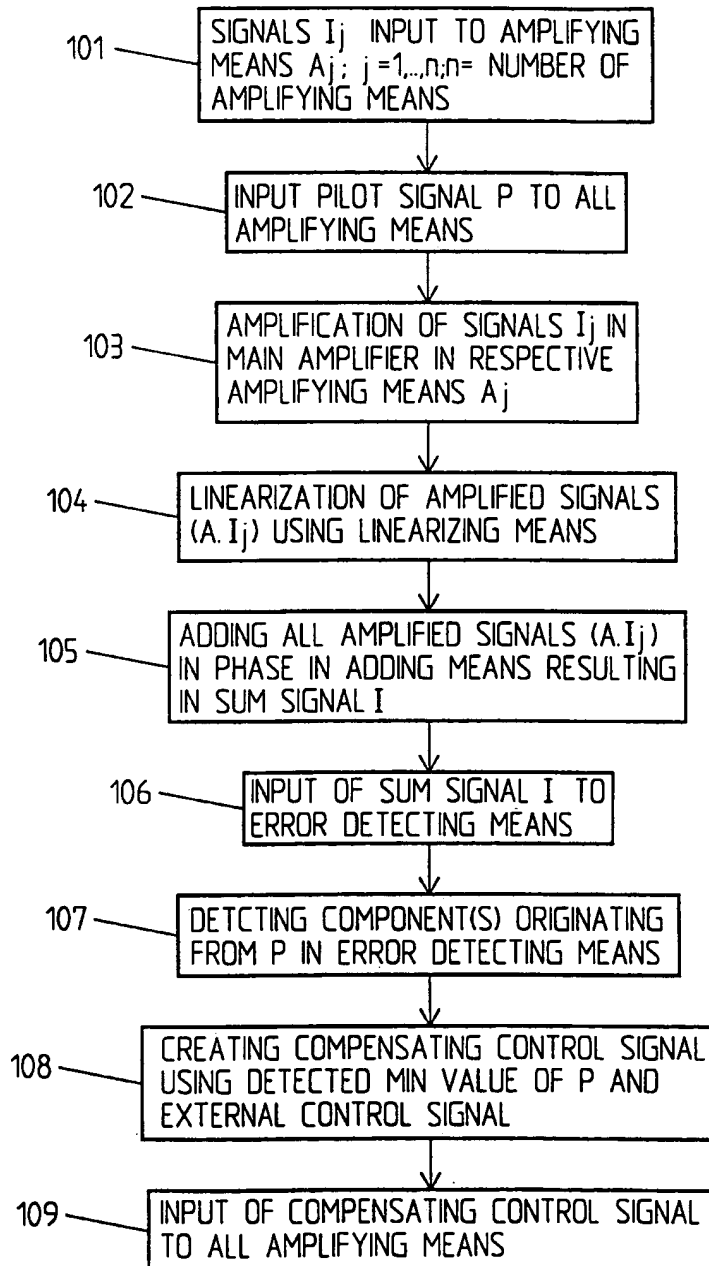 101
SIGNALS Ij INPUT TO AMPLIFYING
MEANS Aj; j=1,..,n;n= NUMBER OF
AMPLIFYING MEANS
102
INPUT PILOT SIGNAL P TO ALL
AMPLIFYING MEANS
103
AMPLIFICATION OF SIGNALS Ij IN
MAIN AMPLIFIER IN RESPECTIVE
AMPLIFYING MEANS Aj
104
LINEARIZATION OF AMPLIFIED SIGNALS
(A.Ij) USING LINEARIZING MEANS
105
ADDING ALL AMPLIFIED SIGNALS (A.Ij)
IN PHASE IN ADDING MEANS RESULTING
IN SUM SIGNAL I
106
INPUT OF SUM SIGNAL I TO
ERROR DETECTING MEANS
107
DETCTING COMPONENT(S) ORIGINATING
FROM P IN ERROR DETECTING MEANS
108
CREATING COMPENSATING CONTROL SIGNAL
USING DETECTED MIN VALUE OF P AND
EXTERNAL CONTROL SIGNAL
109
INPUT OF COMPENSATING CONTROL SIGNAL
TO ALL AMPLIFYING MEANS